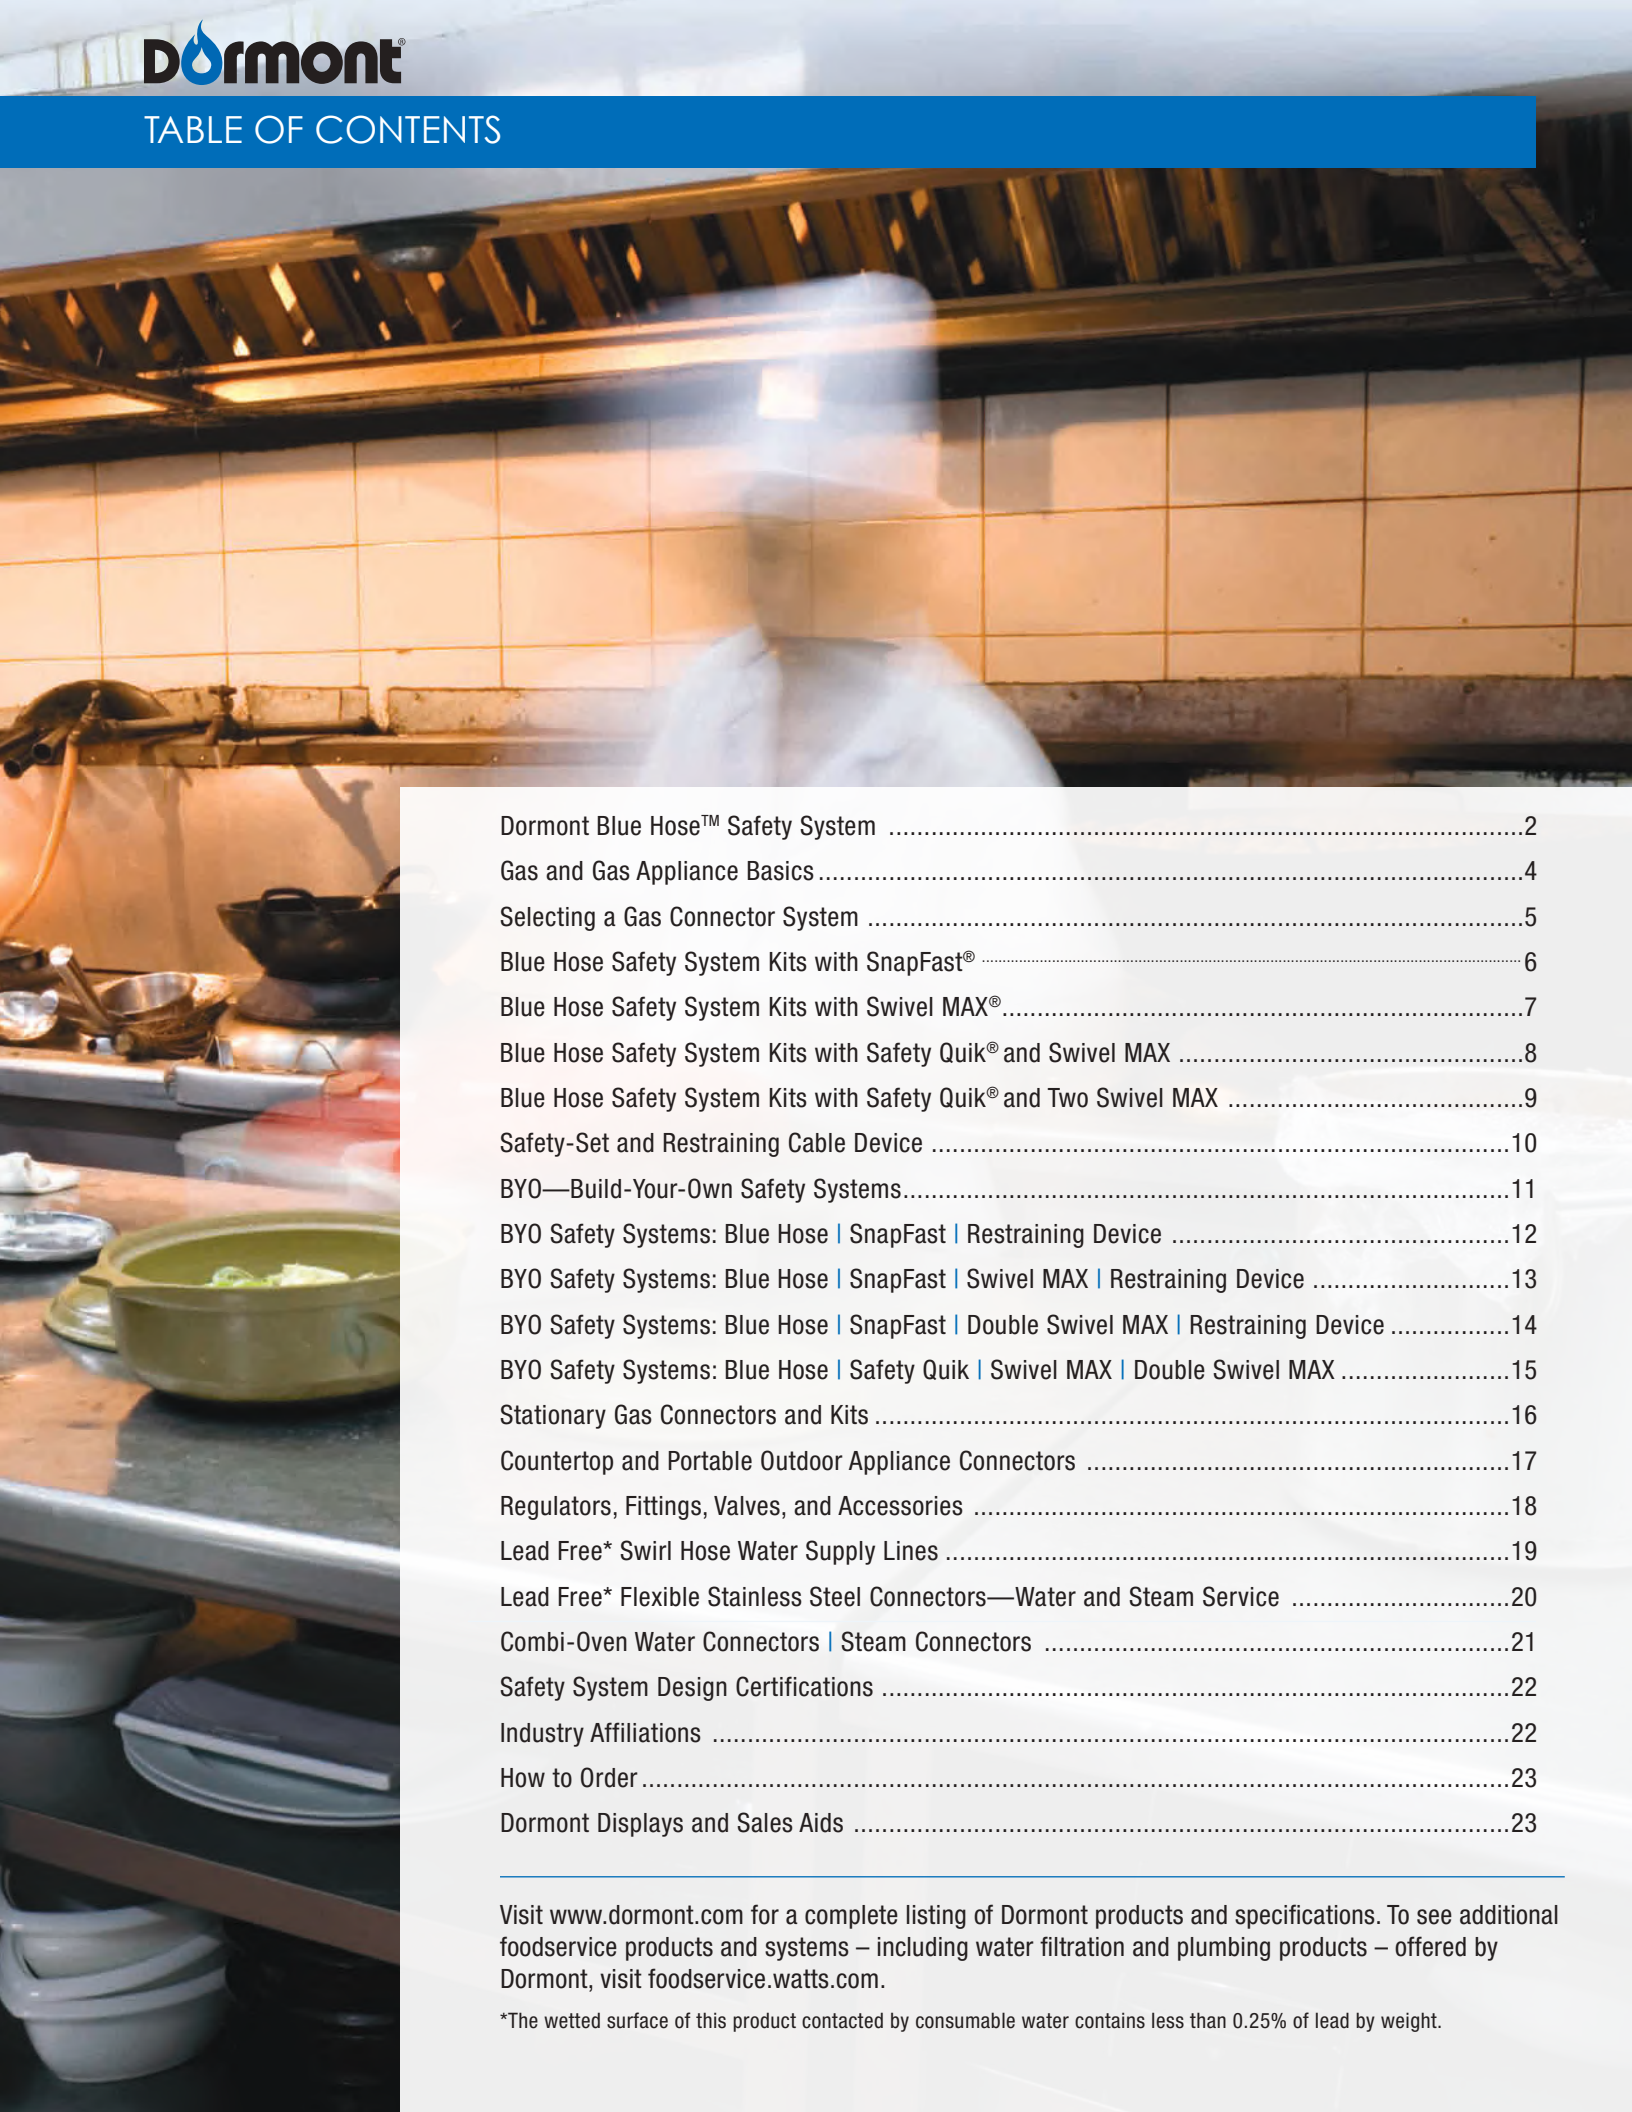 Dormont®
TABLE OF CONTENTS
Dormont Blue Hose™ Safety System ..........................................................................................2
Gas and Gas Appliance Basics....................................................................................................4
Selecting a Gas Connector System .............................................................................................5
Blue Hose Safety System Kits with SnapFast® ..............................................................................6
Blue Hose Safety System Kits with Swivel MAX®..........................................................................7
Blue Hose Safety System Kits with Safety Quik® and Swivel MAX .................................................8
Blue Hose Safety System Kits with Safety Quik® and Two Swivel MAX ..........................................9
Safety-Set and Restraining Cable Device ..................................................................................10
BYO—Build-Your-Own Safety Systems......................................................................................11
BYO Safety Systems: Blue Hose | SnapFast | Restraining Device ................................................12
BYO Safety Systems: Blue Hose | SnapFast | Swivel MAX | Restraining Device ............................13
BYO Safety Systems: Blue Hose | SnapFast | Double Swivel MAX | Restraining Device .................14
BYO Safety Systems: Blue Hose | Safety Quik | Swivel MAX | Double Swivel MAX ........................15
Stationary Gas Connectors and Kits ..........................................................................................16
Countertop and Portable Outdoor Appliance Connectors ............................................................17
Regulators, Fittings, Valves, and Accessories ............................................................................18
Lead Free* Swirl Hose Water Supply Lines ................................................................................19
Lead Free* Flexible Stainless Steel Connectors—Water and Steam Service ...............................20
Combi-Oven Water Connectors | Steam Connectors ..................................................................21
Safety System Design Certifications .........................................................................................22
Industry Affiliations .................................................................................................................22
How to Order...........................................................................................................................23
Dormont Displays and Sales Aids .............................................................................................23
Visit www.dormont.com for a complete listing of Dormont products and specifications. To see additional
foodservice products and systems – including water filtration and plumbing products – offered by
Dormont, visit foodservice.watts.com.
*The wetted surface of this product contacted by consumable water contains less than 0.25% of lead by weight.